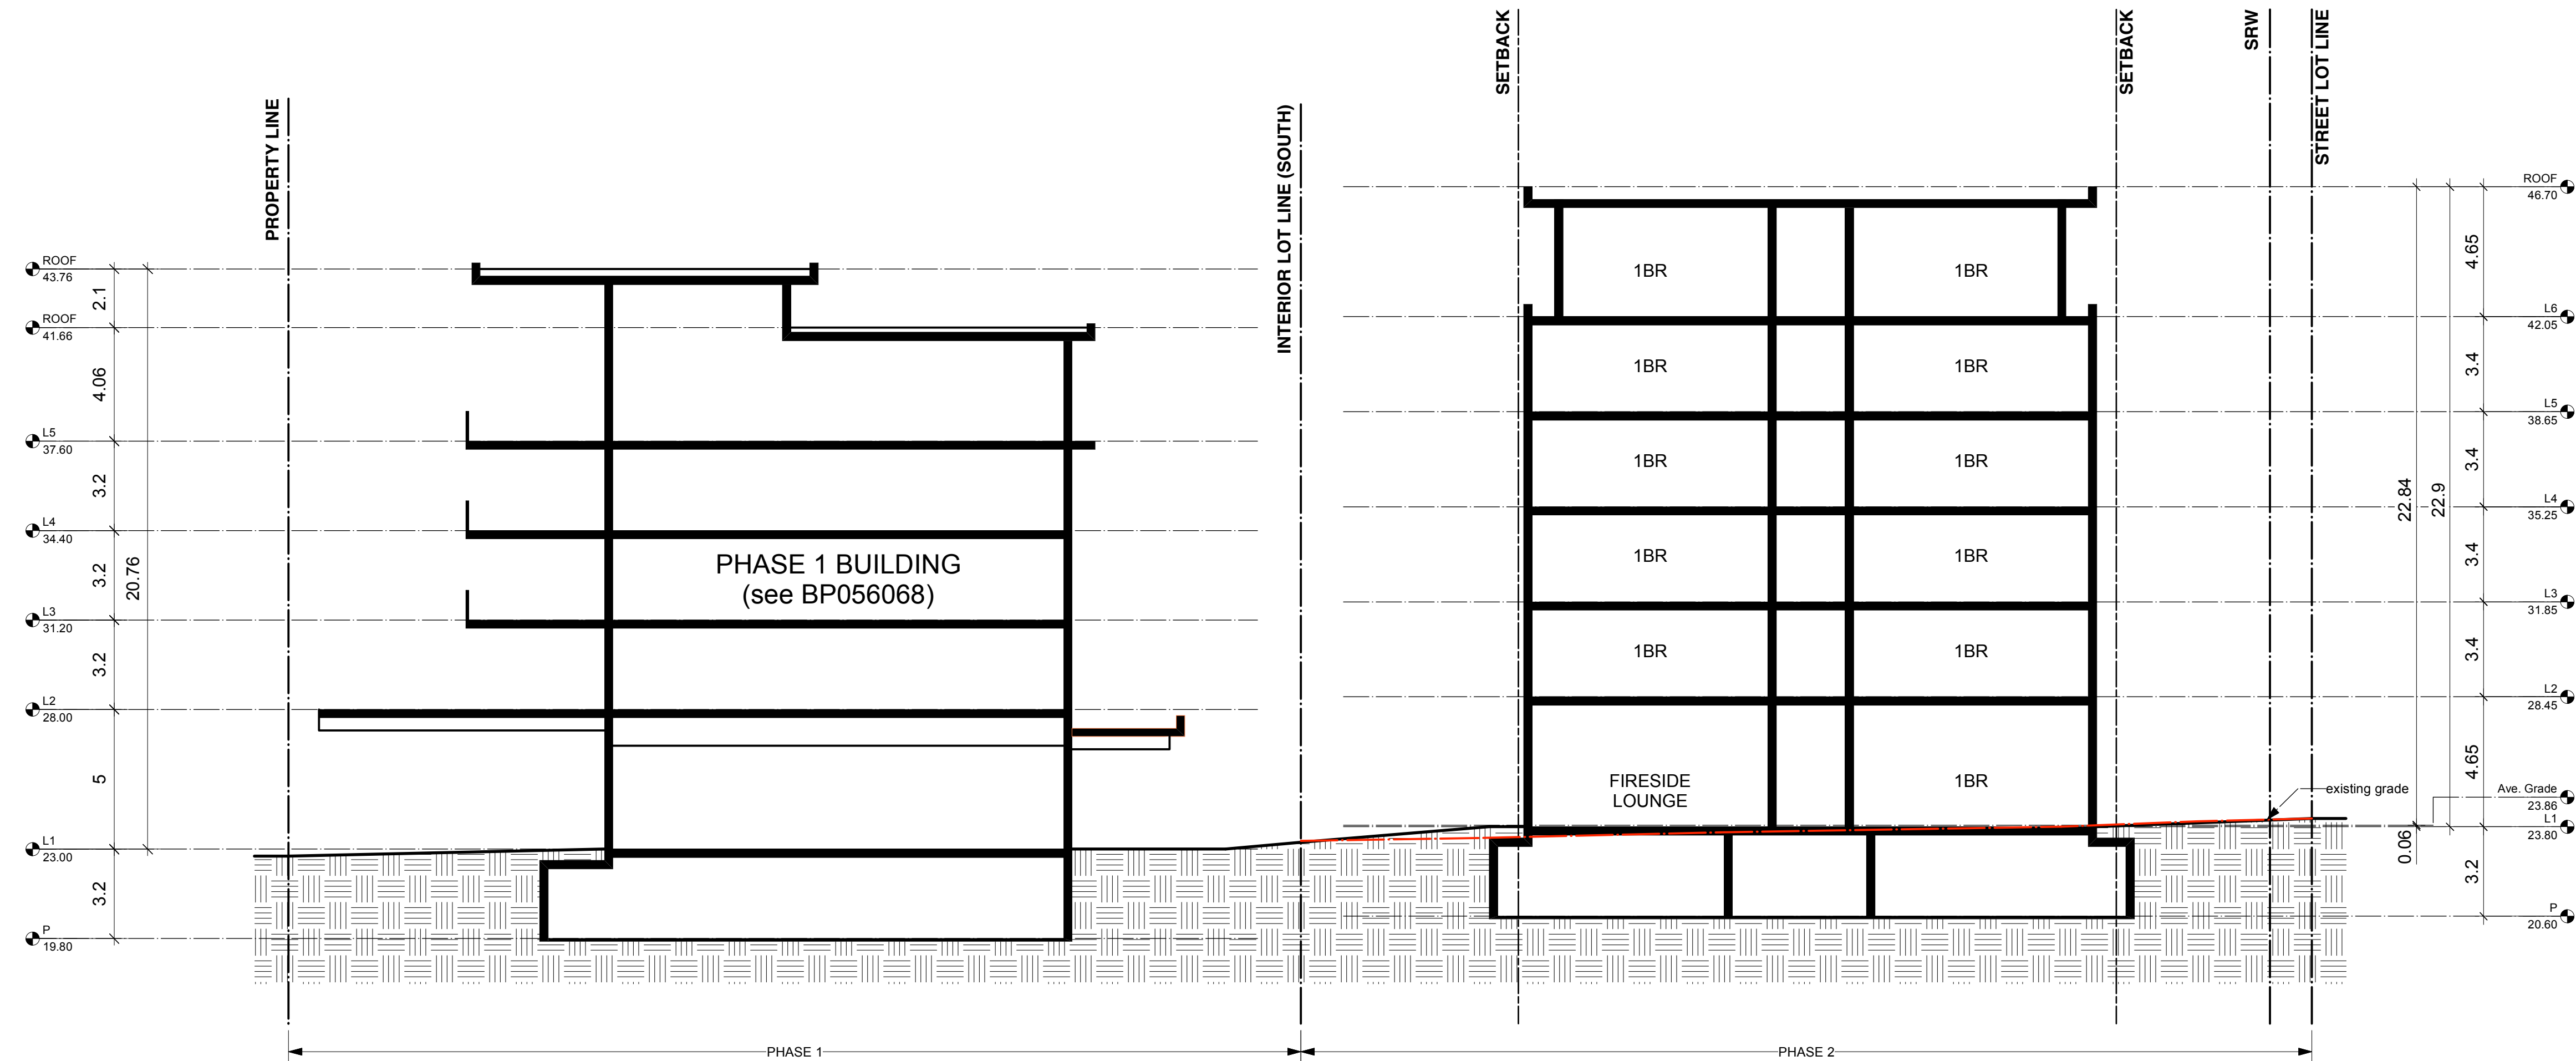 PROPERTY LINE
INTERIOR LOT LINE (SOUTH)
SETBACK
SETBACK
SRW
STREET LOT LINE
ROOF
43.76
2.1
ROOF
41.66
4.06
L5
37.60
3.2
L4
34.40
3.2
20.76
L3
31.20
3.2
L2
28.00
5
L1
23.00
3.2
P
19.80
PHASE 1 BUILDING
(see BP056068)
1BR
1BR
1BR
1BR
1BR
1BR
1BR
1BR
1BR
1BR
FIRESIDE
LOUNGE
1BR
ROOF
46.70
4.65
L6
42.05
3.4
L5
38.65
3.4
22.84
22.9
L4
35.25
3.4
L3
31.85
3.4
L2
28.45
4.65
existing grade
Ave. Grade
23.86
L1
23.80
0.06
3.2
P
20.60
PHASE 1
PHASE 2